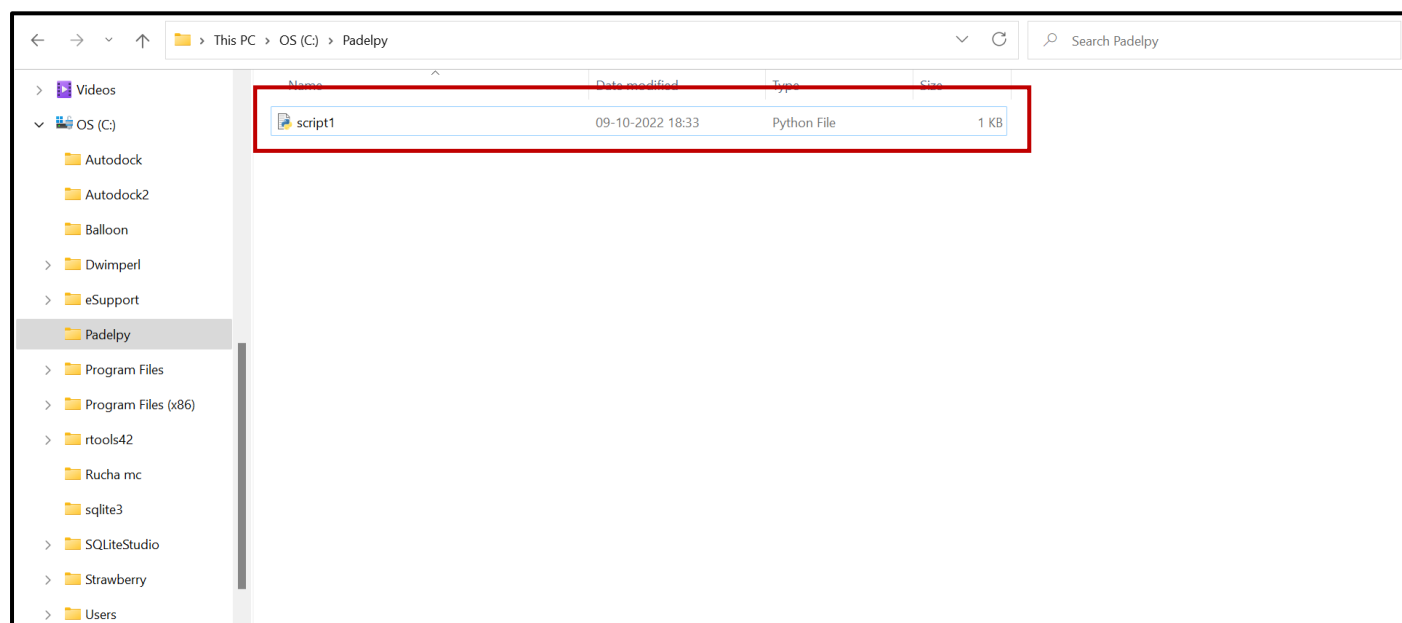 This PC > OS (C:) > Padelpy
Search Padelpy
Name Date modified Type Size
script1 09-10-2022 18:33 Python File 1 KB
Videos
OS (C:)
Autodock
Autodock2
Balloon
Dwimperl
eSupport
Padelpy
Program Files
Program Files (x86)
rtools42
Rucha mc
sqlite3
SQLiteStudio
Strawberry
Users